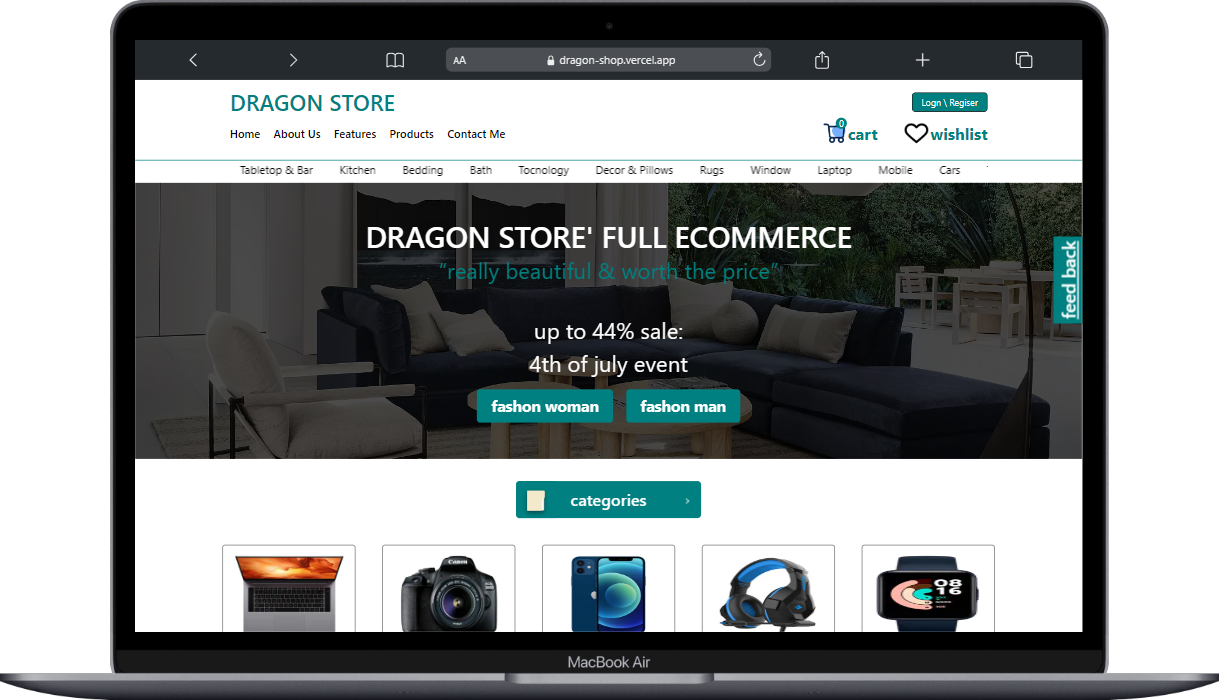 AA dragon-shop.vercel.app
DRAGON STORE
Logn \ Regiser
Home About Us Features Products Contact Me
0 cart wishlist
Tabletop & Bar Kitchen Bedding Bath Tocnology Decor & Pillows Rugs Window Laptop Mobile Cars
DRAGON STORE' FULL ECOMMERCE
“really beautiful & worth the price”
feed back
up to 44% sale:
4th of july event
fashon woman fashon man
categories ›
Canon
08
16
MacBook Air